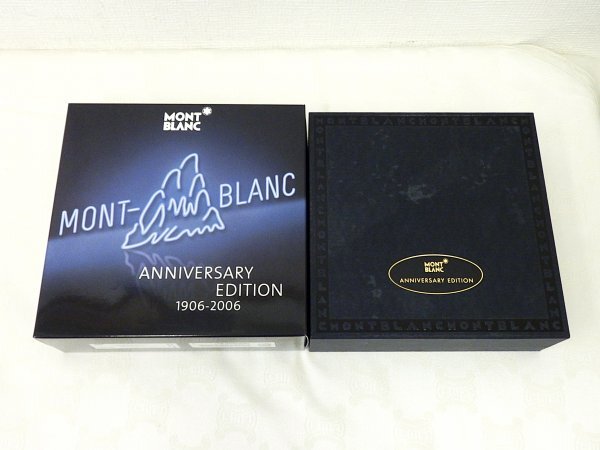 MONT
BLANC
MONT-BLANC
ANNIVERSARY
EDITION
1906-2006
MONTBLANCMONTBLANC
MONT
BLANC
ANNIVERSARY EDITION
MONTBLANCMONTBLANC